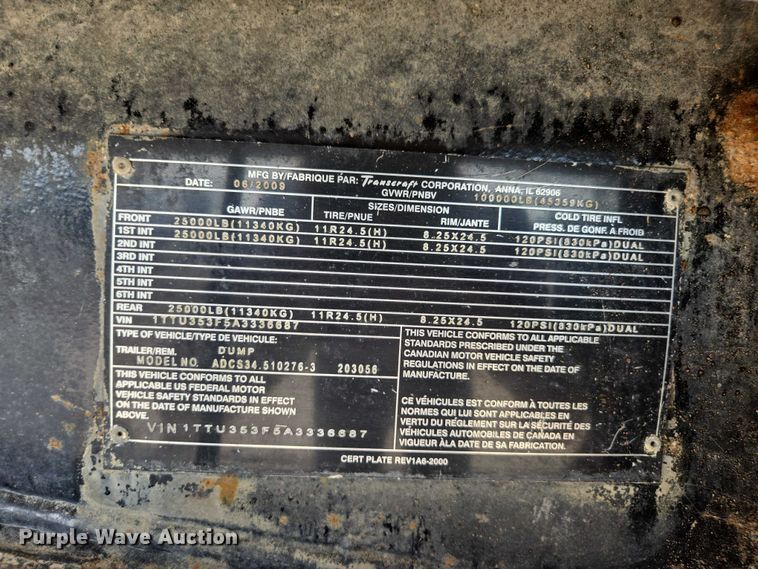 MFG BY/FABRIQUE PAR: Transcraft CORPORATION, ANNA, IL 62906
DATE: 06/2009 GVWR/PNBV 100000LB(45359KG)
GAWR/PNBE SIZES/DIMENSION COLD TIRE INFL
TIRE/PNUE RIM/JANTE PRESS. DE GONF. À FROID
FRONT 25000LB(11340KG) 11R24.5(H) 8.25X24.5 120PSI(830kPa)DUAL
1ST INT 25000LB(11340KG) 11R24.5(H) 8.25X24.5 120PSI(830kPa)DUAL
2ND INT
3RD INT
4TH INT
5TH INT
6TH INT
REAR 25000LB(11340KG) 11R24.5(H) 8.25X24.5 120PSI(830kPa)DUAL
VIN 1TTU353F5A3336687
TYPE OF VEHICLE/TYPE DE VÉHICULE:
TRAILER/REM. DUMP
MODEL NO. ADCS34.510276-3 203056
THIS VEHICLE CONFORMS TO ALL
APPLICABLE US FEDERAL MOTOR
VEHICLE SAFETY STANDARDS IN EFFECT
ON THE DATE OF MANUFACTURE SHOWN
ABOVE.
VIN1TTU353F5A3336687
THIS VEHICLE CONFORMS TO ALL APPLICABLE
STANDARDS PRESCRIBED UNDER THE
CANADIAN MOTOR VEHICLE SAFETY
REGULATIONS IN EFFECT ON THE DATE OF
MANUFACTURE.
CE VÉHICULES EST CONFORM À TOUTES LES
NORMES QUI LUI SONT APPLICABLES EN
VERTU DU RÉGLEMENT SUR LA SÉCURITÉ DES
VÉHICULES AUTOMOBILES DE CANADA EN
VIGUEUR ÀLA DATE DE SA FABRICATION.
CERT PLATE REV1A6-2000
Purple Wave Auction